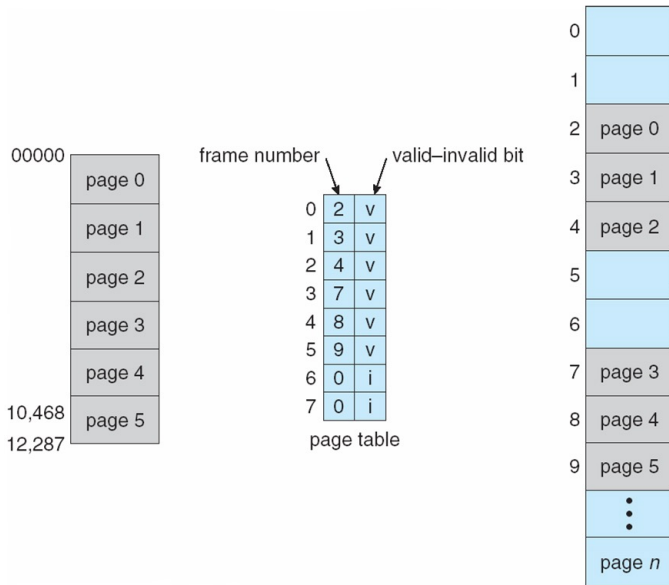 00000
page 0
page 1
page 2
page 3
page 4
page 5
10,468
12,287
frame number
valid–invalid bit
0 2 v
1 3 v
2 4 v
3 7 v
4 8 v
5 9 v
6 0 i
7 0 i
page table
0
1
2 page 0
3 page 1
4 page 2
5
6
7 page 3
8 page 4
9 page 5
page n